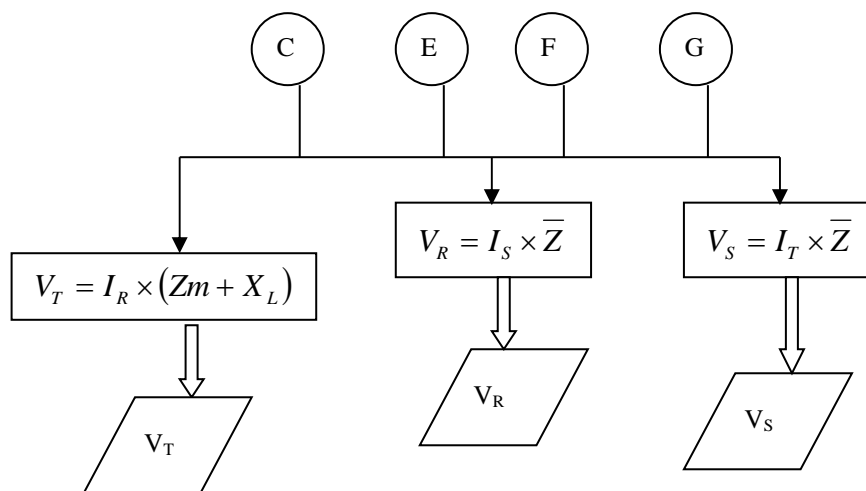 C E F G
V_R = I_S × Z̅
V_S = I_T × Z̅
V_T = I_R × (Zm + X_L)
V_R
V_S
V_T